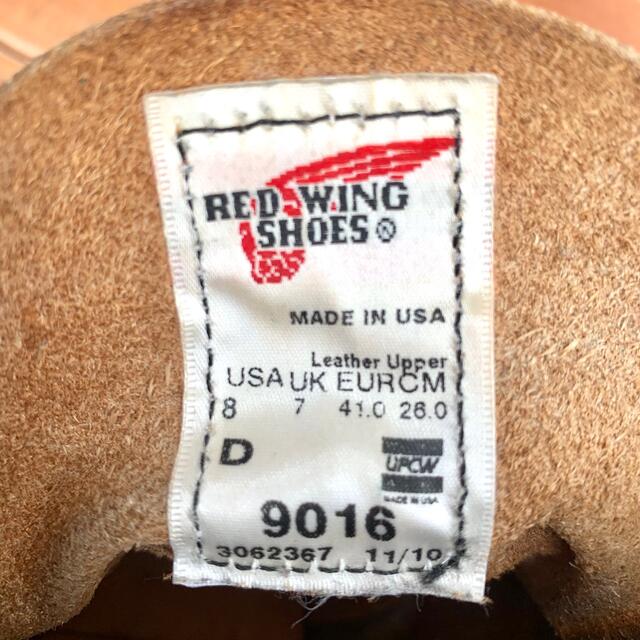 RED WING
SHOES®
MADE IN USA
Leather Upper
USA UK EUR CM
8 7 41.0 26.0
D
UFCW
MADE IN USA
9016
3062367 11/10